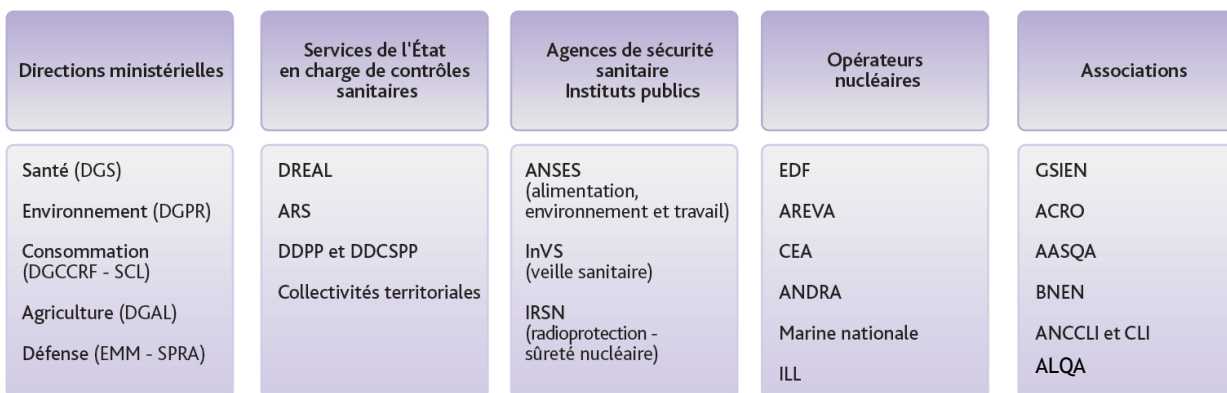 Directions ministérielles
Services de l'État
en charge de contrôles
sanitaires
Agences de sécurité
sanitaire
Instituts publics
Opérateurs
nucléaires
Associations
Santé (DGS)
Environnement (DGPR)
Consommation
(DGCCRF - SCL)
Agriculture (DGAL)
Défense (EMM - SPRA)
DREAL
ARS
DDPP et DDCSPP
Collectivités territoriales
ANSES
(alimentation,
environnement et travail)
InVS
(veille sanitaire)
IRSN
(radioprotection -
sûreté nucléaire)
EDF
AREVA
CEA
ANDRA
Marine nationale
ILL
GSIEN
ACRO
AASQA
BNEN
ANCCLI et CLI
ALQA